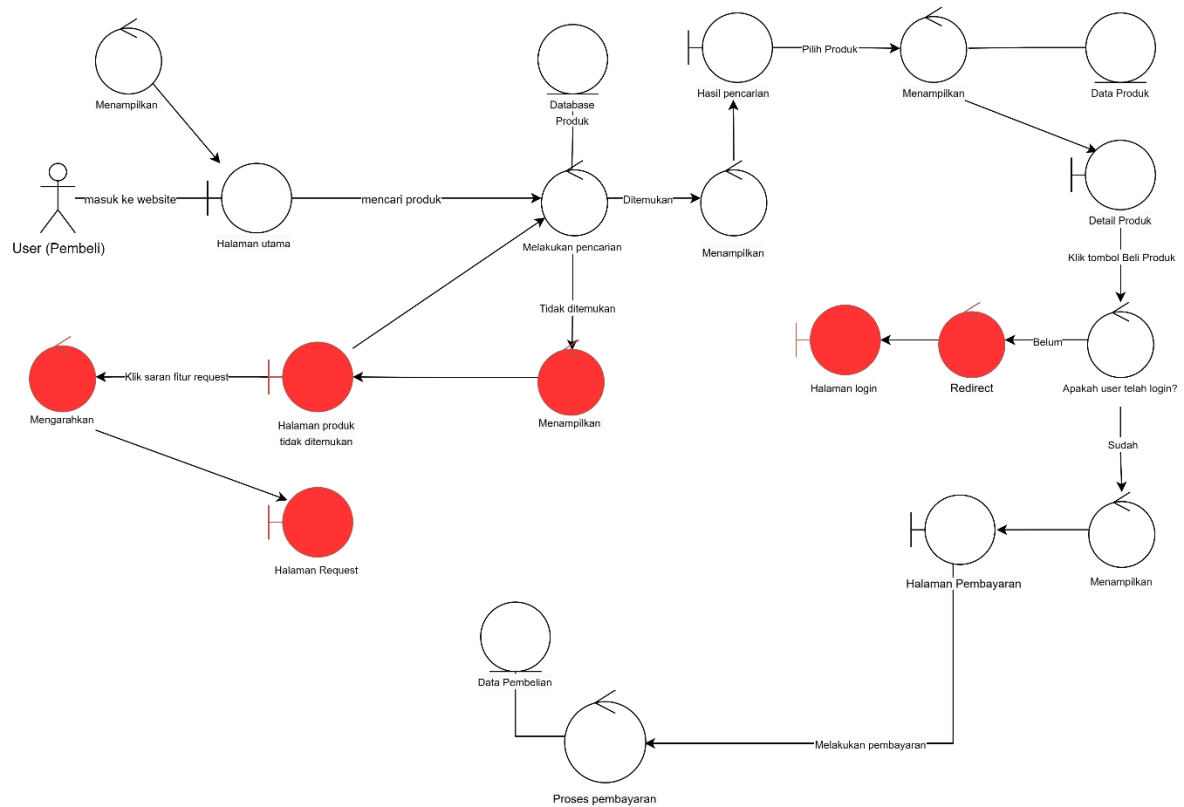 Menampilkan
Database
Produk
Hasil pencarian
Pilih Produk
Menampilkan
Data Produk
User (Pembeli)
masuk ke website
Halaman utama
mencari produk
Melakukan pencarian
Ditemukan
Menampilkan
Detail Produk
Klik tombol Beli Produk
Tidak ditemukan
Mengarahkan
Klik saran fitur request
Halaman produk
tidak ditemukan
Menampilkan
Halaman login
Redirect
Belum
Apakah user telah login?
Sudah
Halaman Request
Halaman Pembayaran
Menampilkan
Data Pembelian
Melakukan pembayaran
Proses pembayaran